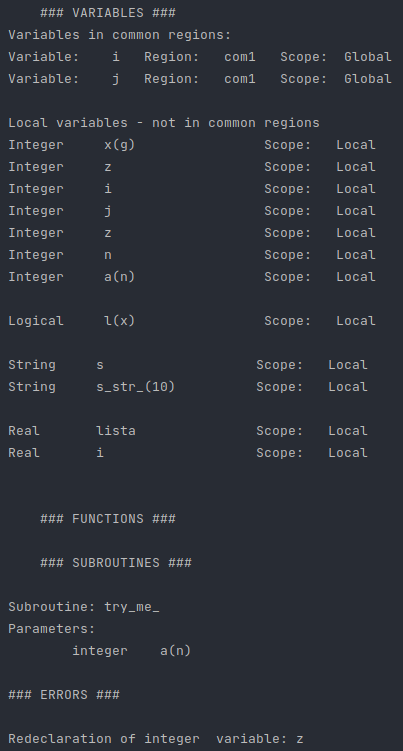 ### VARIABLES ###
Variables in common regions:
Variable:    i   Region:   com1   Scope:  Global
Variable:    j   Region:   com1   Scope:  Global
Local variables - not in common regions
Integer     x(g)                Scope:   Local
Integer     z                   Scope:   Local
Integer     i                   Scope:   Local
Integer     j                   Scope:   Local
Integer     z                   Scope:   Local
Integer     n                   Scope:   Local
Integer     a(n)                Scope:   Local
Logical     l(x)                Scope:   Local
String     s                   Scope:   Local
String     s_str_(10)          Scope:   Local
Real       lista               Scope:   Local
Real       i                   Scope:   Local
### FUNCTIONS ###
### SUBROUTINES ###
Subroutine: try_me_
Parameters:
integer    a(n)
### ERRORS ###
Redeclaration of integer  variable: z